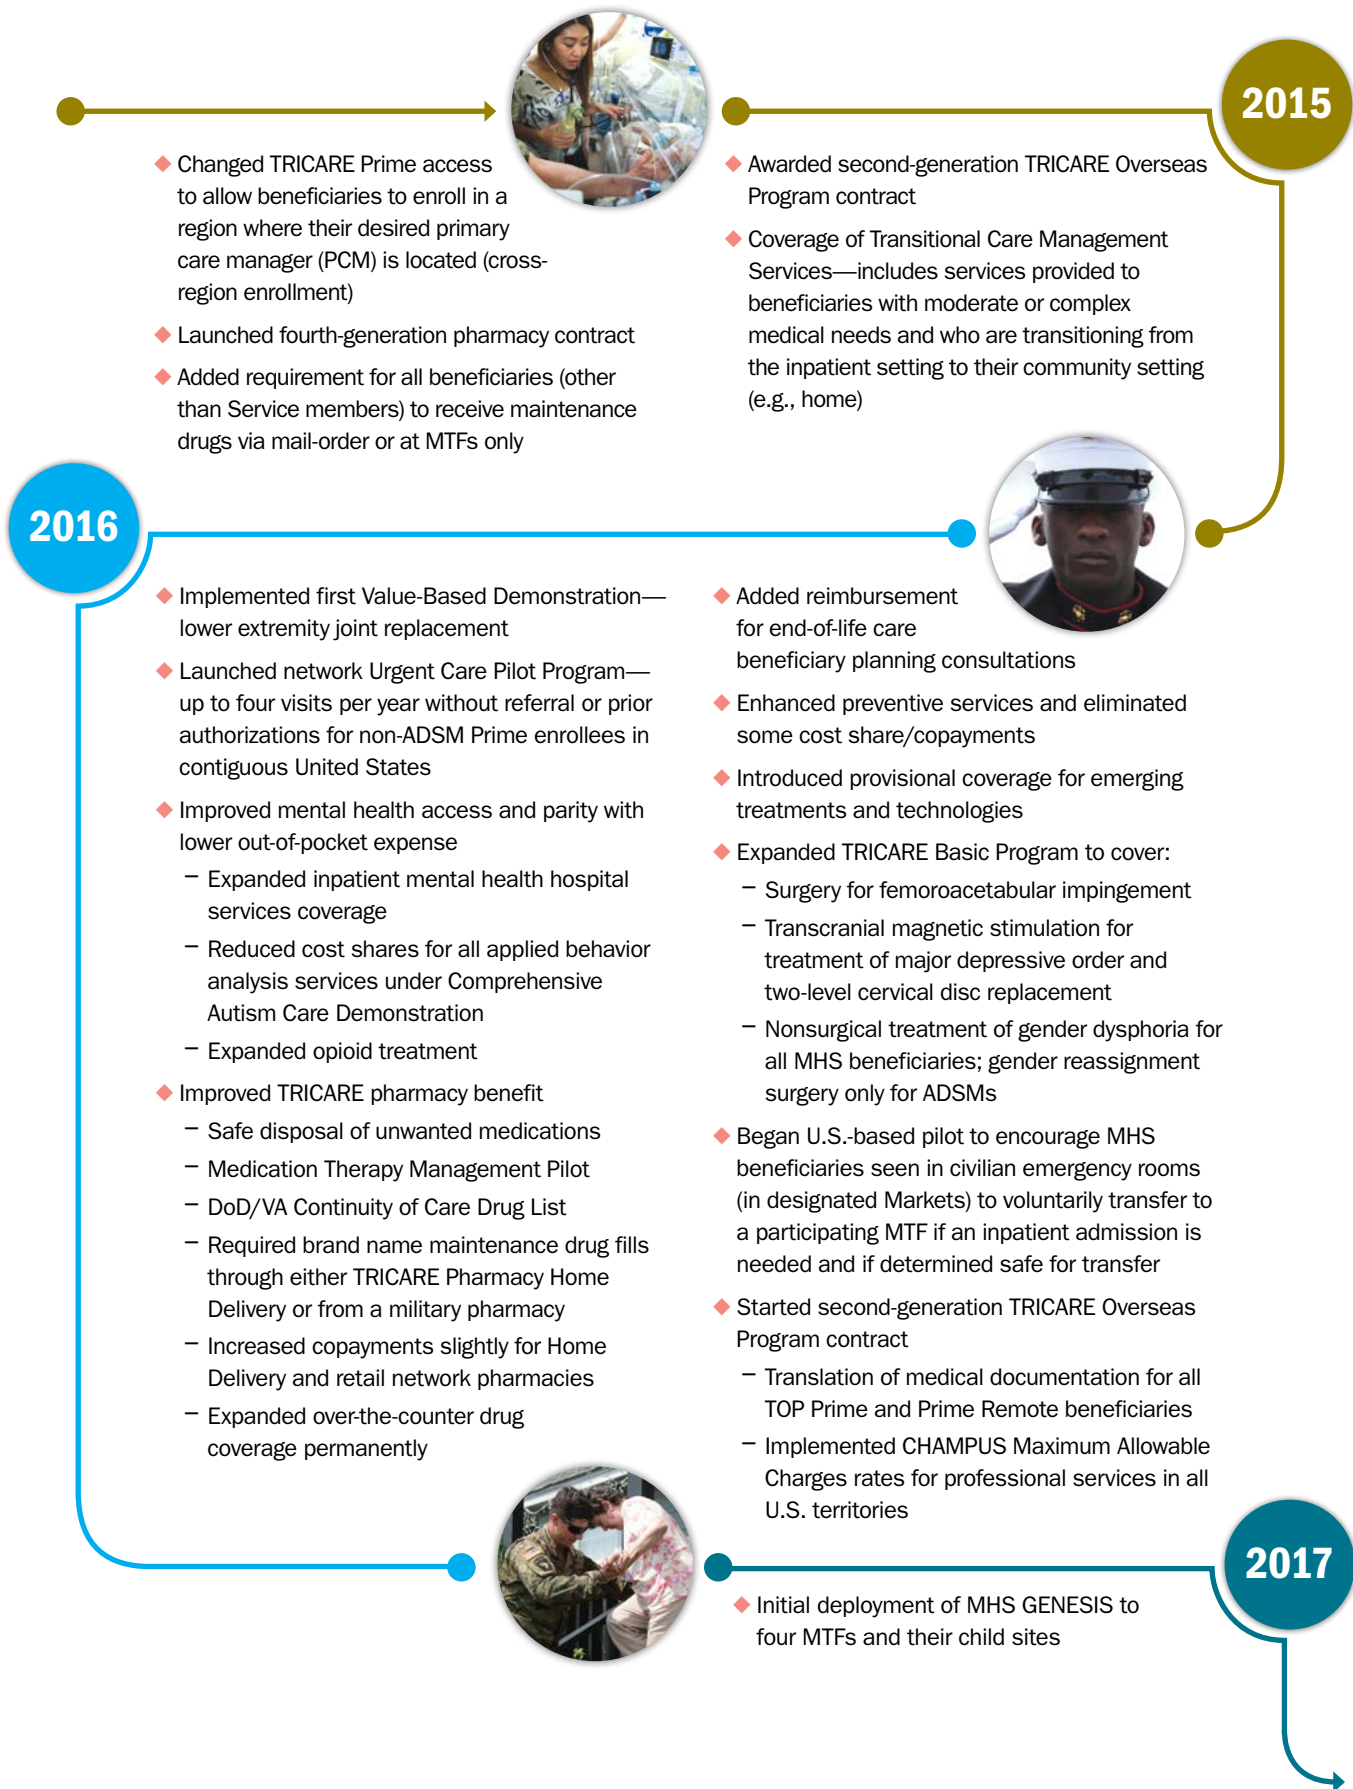 2015
◆ Changed TRICARE Prime access
to allow beneficiaries to enroll in a
region where their desired primary
care manager (PCM) is located (cross-
region enrollment)
◆ Launched fourth-generation pharmacy contract
◆ Added requirement for all beneficiaries (other
than Service members) to receive maintenance
drugs via mail-order or at MTFs only
◆ Awarded second-generation TRICARE Overseas
Program contract
◆ Coverage of Transitional Care Management
Services—includes services provided to
beneficiaries with moderate or complex
medical needs and who are transitioning from
the inpatient setting to their community setting
(e.g., home)
2016
◆ Implemented first Value-Based Demonstration—
lower extremity joint replacement
◆ Launched network Urgent Care Pilot Program—
up to four visits per year without referral or prior
authorizations for non-ADSM Prime enrollees in
contiguous United States
◆ Improved mental health access and parity with
lower out-of-pocket expense
– Expanded inpatient mental health hospital
services coverage
– Reduced cost shares for all applied behavior
analysis services under Comprehensive
Autism Care Demonstration
– Expanded opioid treatment
◆ Improved TRICARE pharmacy benefit
– Safe disposal of unwanted medications
– Medication Therapy Management Pilot
– DoD/VA Continuity of Care Drug List
– Required brand name maintenance drug fills
through either TRICARE Pharmacy Home
Delivery or from a military pharmacy
– Increased copayments slightly for Home
Delivery and retail network pharmacies
– Expanded over-the-counter drug
coverage permanently
◆ Added reimbursement
for end-of-life care
beneficiary planning consultations
◆ Enhanced preventive services and eliminated
some cost share/copayments
◆ Introduced provisional coverage for emerging
treatments and technologies
◆ Expanded TRICARE Basic Program to cover:
– Surgery for femoroacetabular impingement
– Transcranial magnetic stimulation for
treatment of major depressive order and
two-level cervical disc replacement
– Nonsurgical treatment of gender dysphoria for
all MHS beneficiaries; gender reassignment
surgery only for ADSMs
◆ Began U.S.-based pilot to encourage MHS
beneficiaries seen in civilian emergency rooms
(in designated Markets) to voluntarily transfer to
a participating MTF if an inpatient admission is
needed and if determined safe for transfer
◆ Started second-generation TRICARE Overseas
Program contract
– Translation of medical documentation for all
TOP Prime and Prime Remote beneficiaries
– Implemented CHAMPUS Maximum Allowable
Charges rates for professional services in all
U.S. territories
2017
◆ Initial deployment of MHS GENESIS to
four MTFs and their child sites